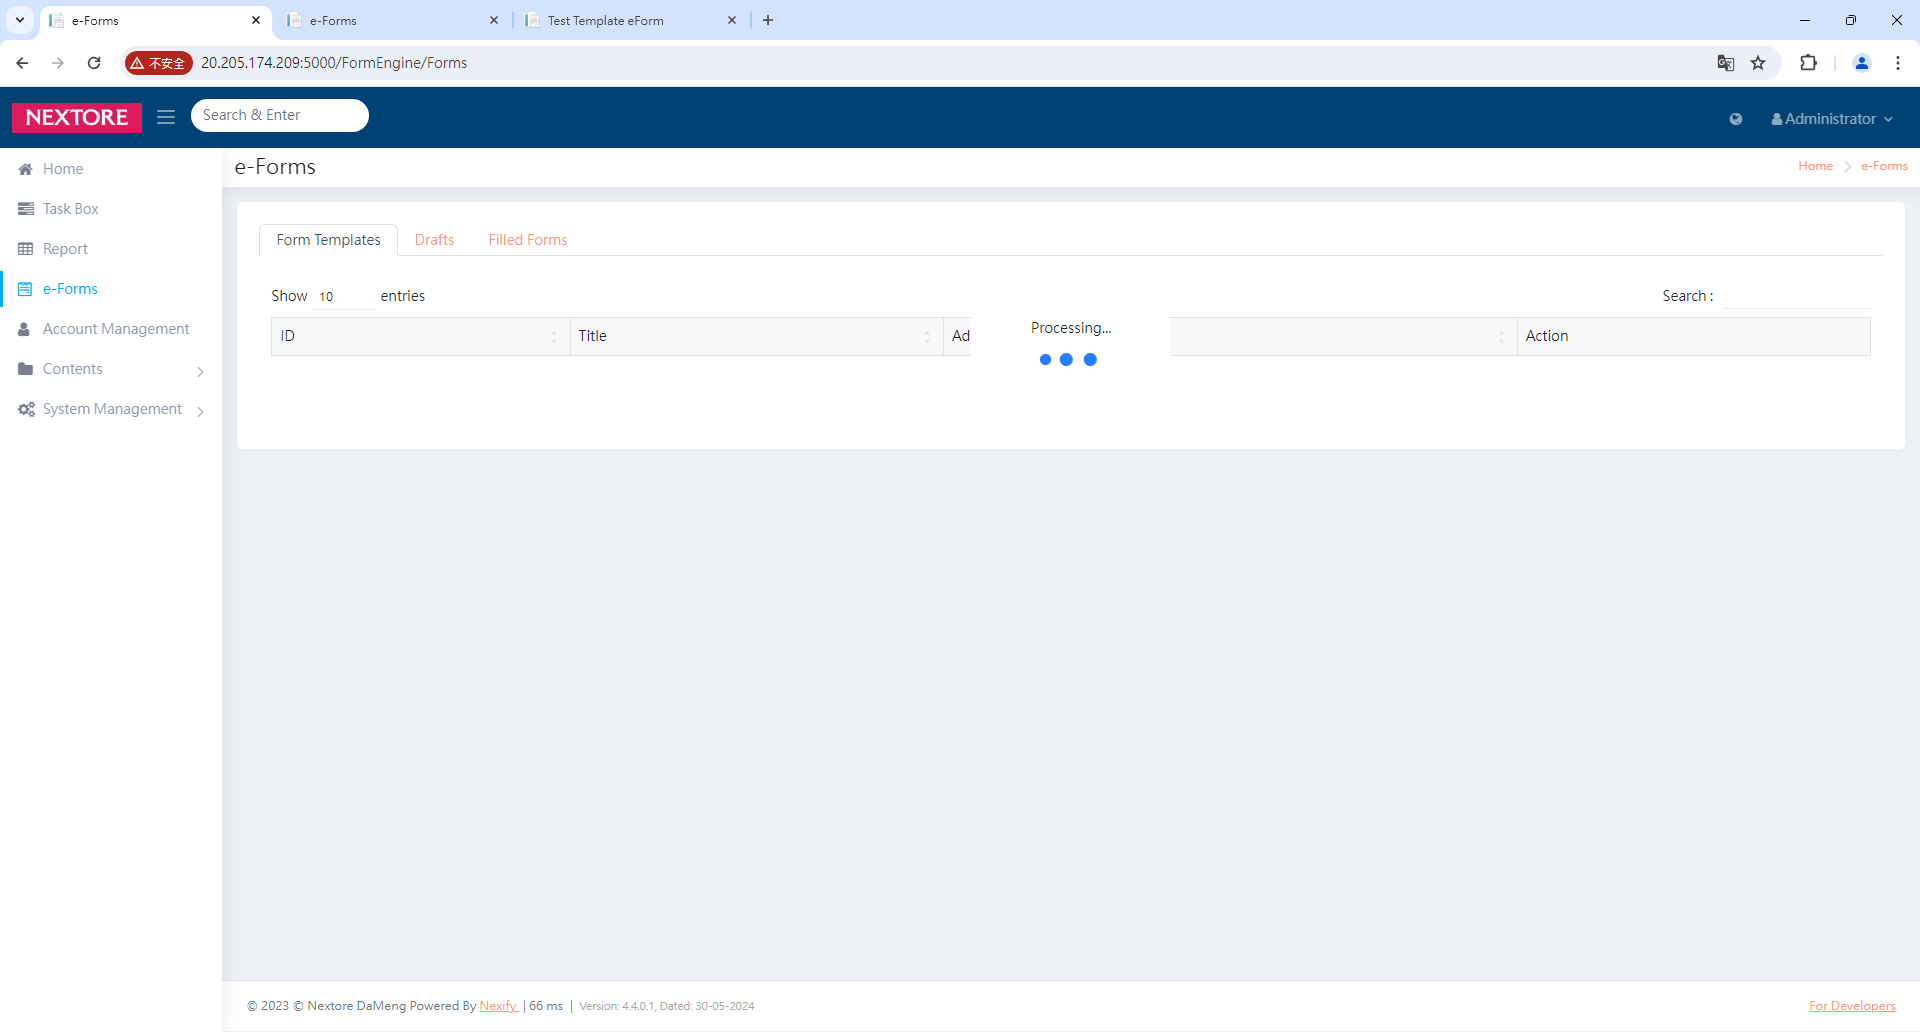 e-Forms
e-Forms
Test Template eForm
不安全
20.205.174.209:5000/FormEngine/Forms
NEXTORE
Search & Enter
Administrator
Home
Task Box
Report
e-Forms
Account Management
Contents
System Management
e-Forms
Home
e-Forms
Form Templates
Drafts
Filled Forms
Show 10 entries
Search :
ID
Title
Ad
Action
Processing...
© 2023 © Nextore DaMeng Powered By Nexify | 66 ms | Version: 4.4.0.1, Dated: 30-05-2024
For Developers